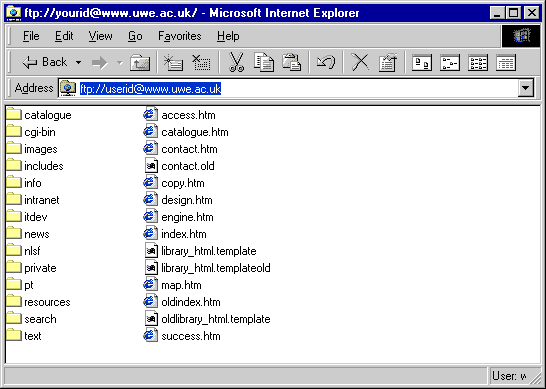 ftp://yourid@www.uwe.ac.uk/ - Microsoft Internet Explorer
File Edit View Go Favorites Help
Back
Address ftp://userid@www.uwe.ac.uk
catalogue access.htm
cgi-bin catalogue.htm
images contact.htm
includes contact.old
info copy.htm
intranet design.htm
itdev engine.htm
news index.htm
nlsf library_html.template
private library_html.templateold
pt map.htm
resources oldindex.htm
search oldlibrary_html.template
text success.htm
User: w